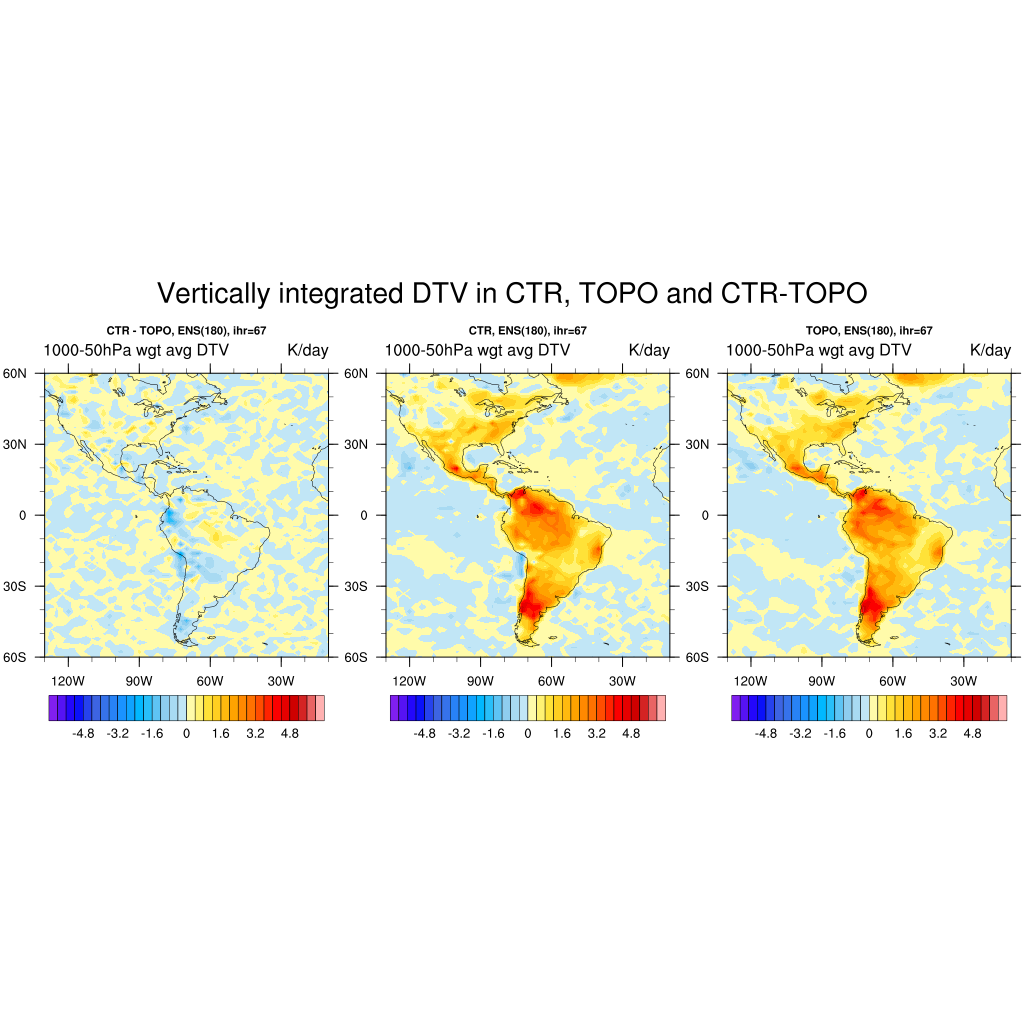 Vertically integrated DTV in CTR, TOPO and CTR-TOPO
CTR - TOPO, ENS(180), ihr=67
1000-50hPa wgt avg DTV K/day
60N
30N
0
30S
60S
120W 90W 60W 30W
-4.8 -3.2 -1.6 0 1.6 3.2 4.8
CTR, ENS(180), ihr=67
1000-50hPa wgt avg DTV K/day
60N
30N
0
30S
60S
120W 90W 60W 30W
-4.8 -3.2 -1.6 0 1.6 3.2 4.8
TOPO, ENS(180), ihr=67
1000-50hPa wgt avg DTV K/day
60N
30N
0
30S
60S
120W 90W 60W 30W
-4.8 -3.2 -1.6 0 1.6 3.2 4.8